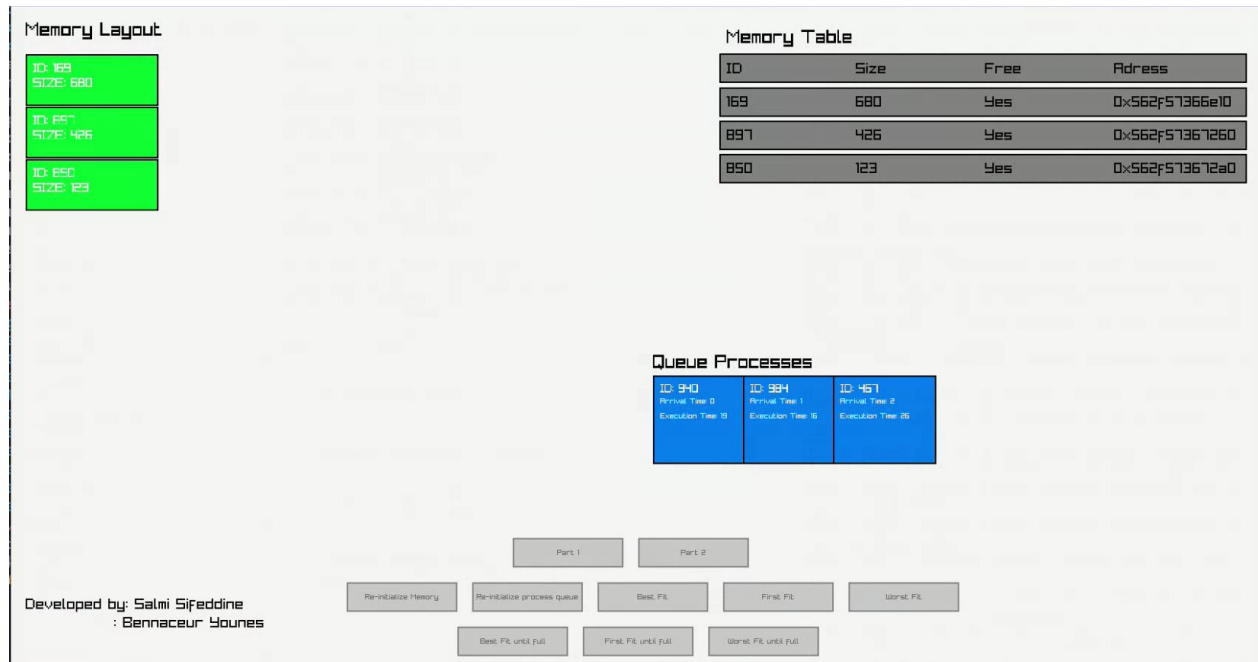 Memory Layout
ID: 169
SIZE: 680
ID: 897
SIZE: 426
ID: 850
SIZE: 123
Memory Table
ID Size Free Adress
169 680 Yes 0x562f57366e10
897 426 Yes 0x562f57367260
850 123 Yes 0x562f573672a0
Queue Processes
ID: 940
Arrival Time: 0
Execution Time: 19
ID: 984
Arrival Time: 1
Execution Time: 16
ID: 467
Arrival Time: 2
Execution Time: 26
Part 1
Part 2
Re-initialize Memory
Re-initialize process queue
Best Fit
First Fit
Worst Fit
Best Fit until full
First Fit until full
Worst Fit until full
Developed by: Salmi Sifeddine
: Bennaceur Younes